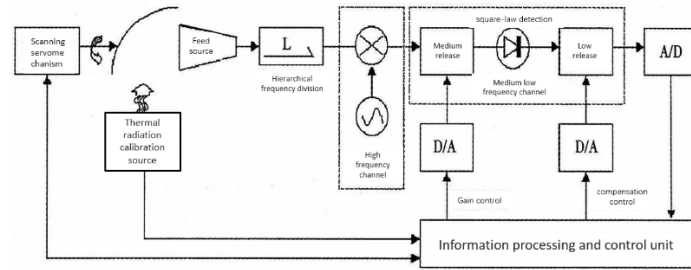 square-law detection
Scanning
servome
chanism
Feed
source
L
Medium
release
Low
release
A/D
Hierarchical
frequency division
Medium low
frequency channel
Thermal
radiation
calibration
source
High
frequency
channel
D/A
D/A
Gain control
compensation
control
Information processing and control unit